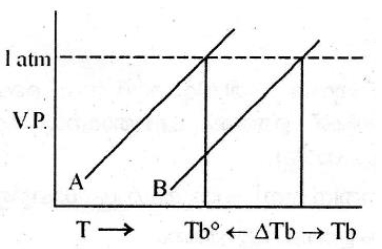 1 atm
V.P.
A
B
T → Tb° ← ΔTb → Tb